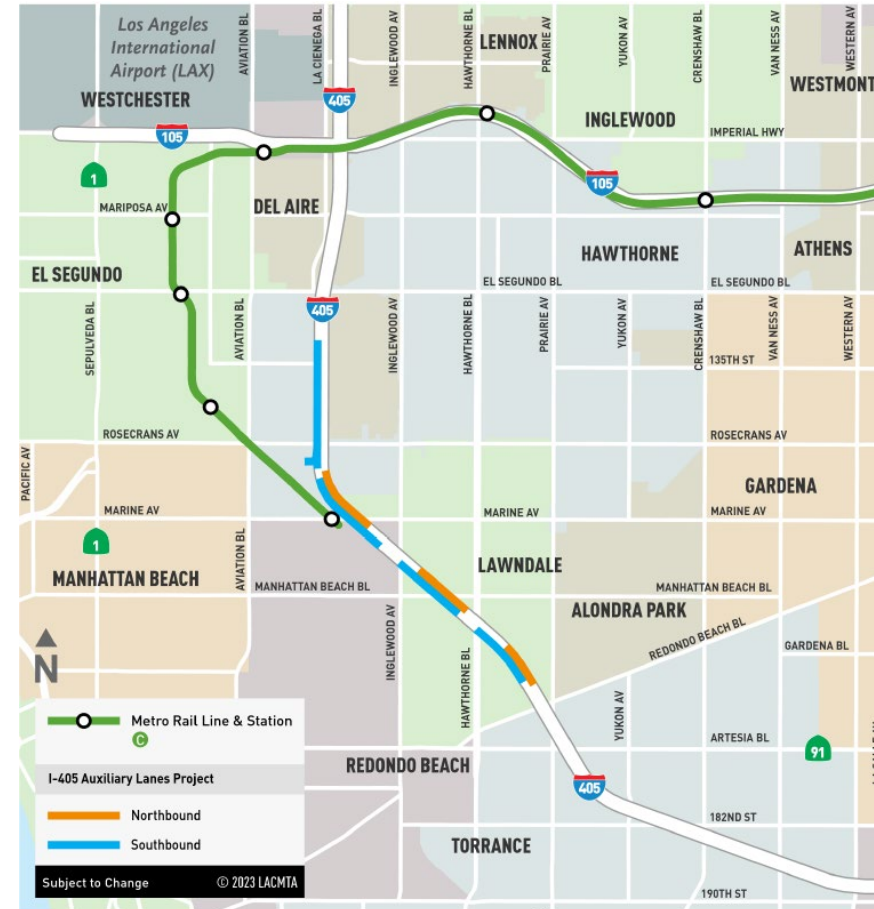 Los Angeles
International
Airport (LAX)
AVIATION BL
LA CIENEGA BL
INGLEWOOD AV
HAWTHORNE BL
LENNOX
PRAIRIE AV
YUKON AV
CRENSHAW BL
VAN NESS AV
WESTERN AV
WESTMONT
WESTCHESTER
405
105
INGLEWOOD
IMPERIAL HWY
1
105
MARIPOSA AV
DEL AIRE
HAWTHORNE
ATHENS
EL SEGUNDO
EL SEGUNDO BL
EL SEGUNDO BL
SEPULVEDA BL
AVIATION BL
405
INGLEWOOD AV
HAWTHORNE BL
PRAIRIE AV
YUKON AV
CRENSHAW BL
VAN NESS AV
WESTERN AV
135TH ST
ROSECRANS AV
ROSECRANS AV
PACIFIC AV
GARDENA
MARINE AV
MARINE AV
MARINE AV
1
MANHATTAN BEACH
AVIATION BL
MANHATTAN BEACH BL
LAWNDALE
MANHATTAN BEACH BL
ALONDRA PARK
REDONDO BEACH BL
GARDENA BL
N
INGLEWOOD AV
HAWTHORNE BL
YUKON AV
ARTESIA BL
91
REDONDO BEACH
405
182ND ST
TORRANCE
190TH ST
Metro Rail Line & Station
C
I-405 Auxiliary Lanes Project
Northbound
Southbound
Subject to Change
© 2023 LACMTA